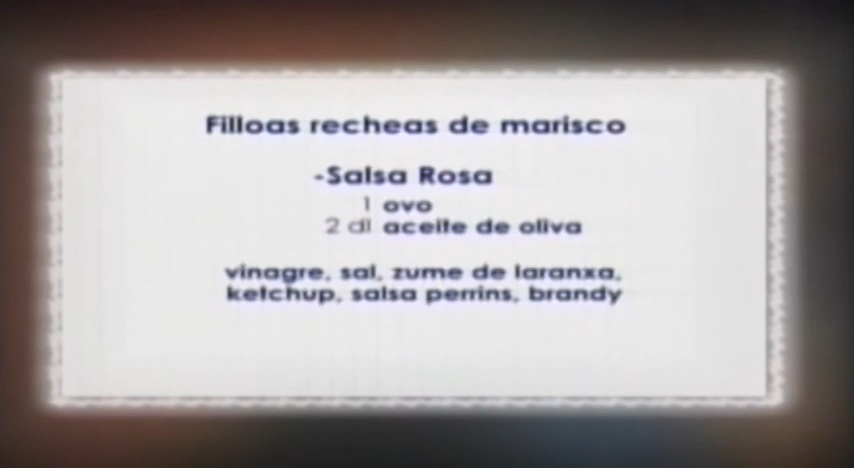 Filloas recheas de marisco
-Salsa Rosa
1 ovo
2 dl aceite de oliva
vinagre, sal, zume de laranxa,
ketchup, salsa perrins, brandy